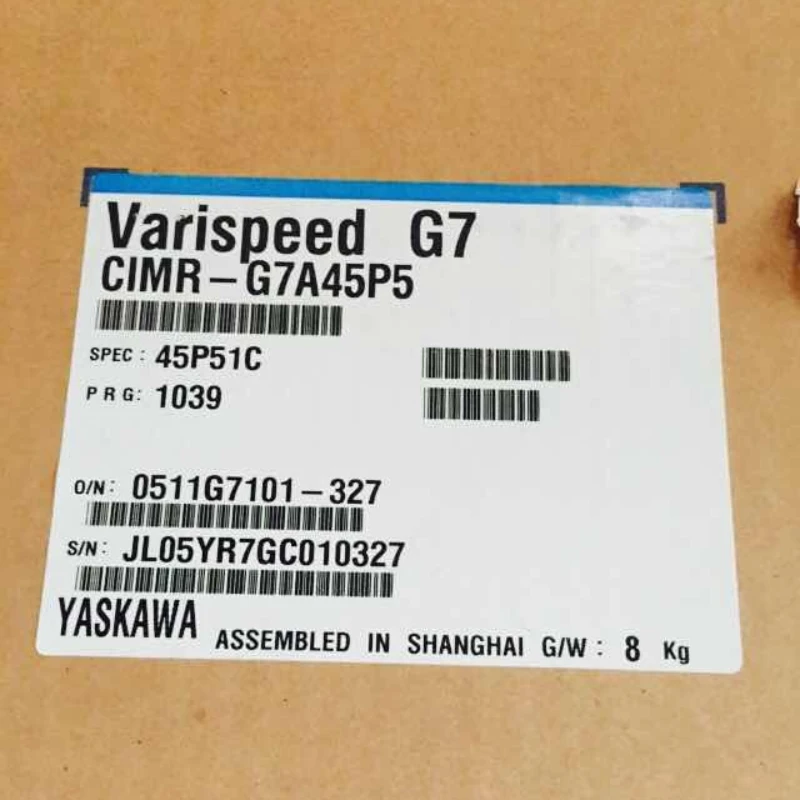 Varispeed G7
CIMR-G7A45P5
SPEC: 45P51C
PRG: 1039
O/N: 0511G7101-327
S/N: JL05YR7GC010327
YASKAWA ASSEMBLED IN SHANGHAI G/W: 8 Kg